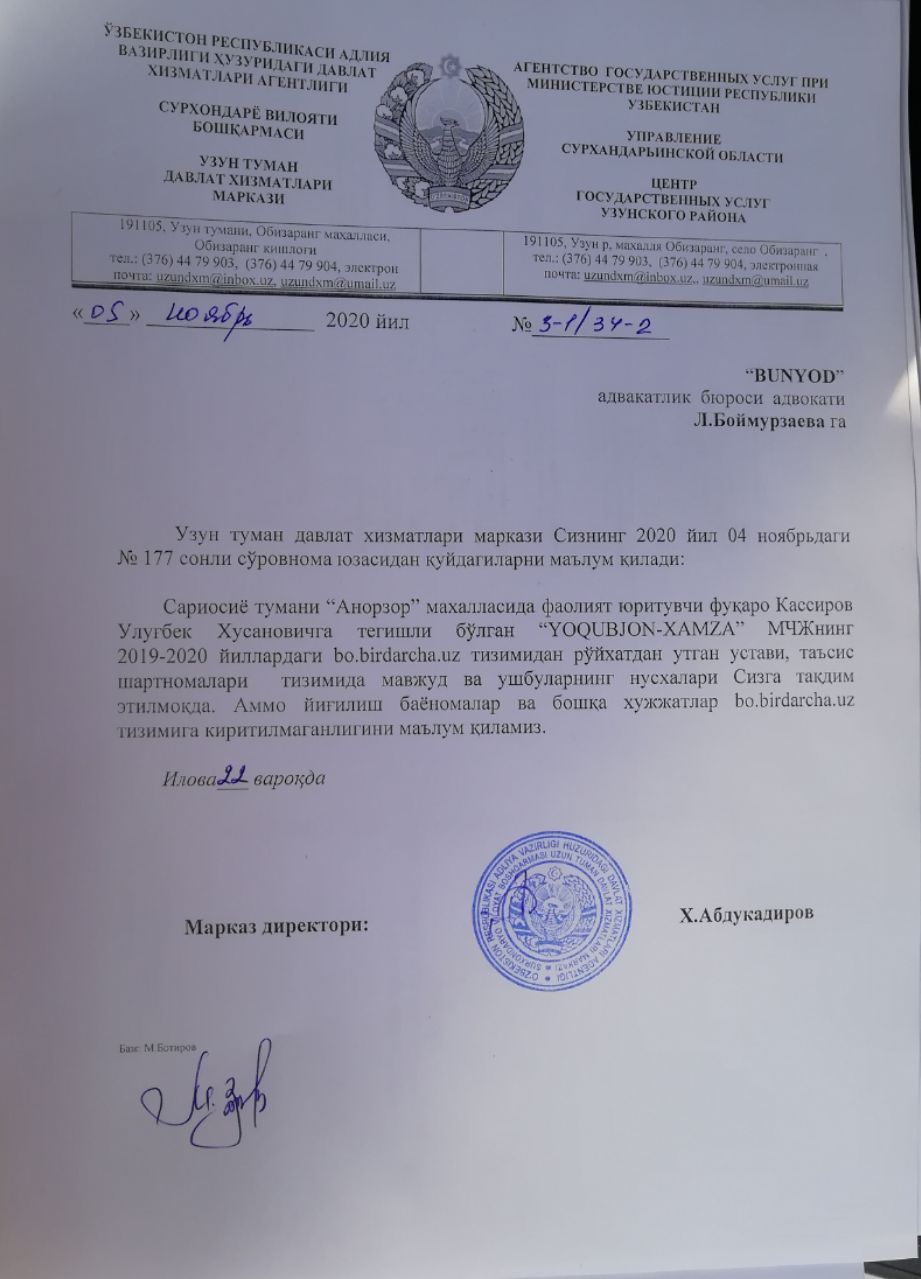 ЎЗБЕКИСТОН РЕСПУБЛИКАСИ АДЛИЯ
ВАЗИРЛИГИ ҲУЗУРИДАГИ ДАВЛАТ
ХИЗМАТЛАРИ АГЕНТЛИГИ
СУРХОНДАРЁ ВИЛОЯТИ
БОШҚАРМАСИ
УЗУН ТУМАН
ДАВЛАТ ХИЗМАТЛАРИ
МАРКАЗИ
АГЕНТСТВО ГОСУДАРСТВЕННЫХ УСЛУГ ПРИ
МИНИСТЕРСТВЕ ЮСТИЦИИ РЕСПУБЛИКИ
УЗБЕКИСТАН
УПРАВЛЕНИЕ
СУРХАНДАРЬИНСКОЙ ОБЛАСТИ
ЦЕНТР
ГОСУДАРСТВЕННЫХ УСЛУГ
УЗУНСКОГО РАЙОНА
191105, Узун тумани, Обизаранг махалласи,
Обизаранг кишлоги
тел.: (376) 44 79 903, (376) 44 79 904, электрон
почта: uzundxm@inbox.uz, uzundxm@umail.uz
191105, Узун р, махалля Обизаранг, село Обизаранг ,
тел.: (376) 44 79 903, (376) 44 79 904, электронная
почта: uzundxm@inbox.uz,, uzundxm@umail.uz
«05» ноябрь 2020 йил №3-1/34-2
“BUNYOD”
адвакатлик бюроси адвокати
Л.Боймурзаева га
Узун туман давлат хизматлари маркази Сизнинг 2020 йил 04 ноябрьдаги
№ 177 сонли сўровнома юзасидан қуйдагиларни маълум қилади:
Сариосиё тумани “Анорзор” махалласида фаолият юритувчи фуқаро Кассиров
Улугбек Хусановичга тегишли бўлган “YOQUBJON-XAMZA” МЧЖнинг
2019-2020 йиллардаги bo.birdarcha.uz тизимидан рўйхатдан утган устави, таъсис
шартномалари тизимида мавжуд ва ушбуларнинг нусхалари Сизга тақдим
этилмоқда. Аммо йиғилиш баёномалар ва бошқа хужжатлар bo.birdarcha.uz
тизимига киритилмаганлигини маълум қиламиз.
Илова 22 вароқда
Марказ директори:
O'ZBEKISTON RESPUBLIKASI ADLIYA VAZIRLIGI HUZURIDAGI DAVLAT XIZMATLARI AGENTLIGI
SURXONDARYO VILOYAT BOSHQARMASI UZUN TUMAN DAVLAT XIZMATLARI MARKAZI
Х.Абдукадиров
Баж: М.Ботиров